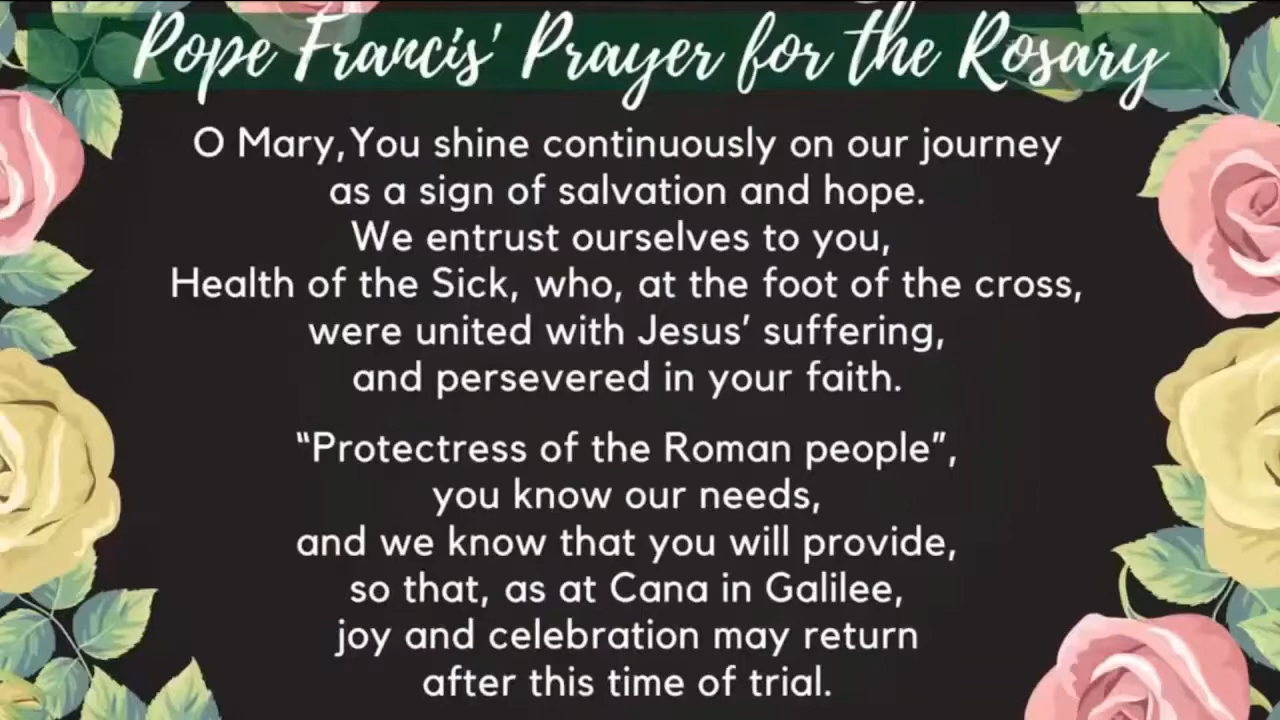 Pope Francis' Prayer for the Rosary
O Mary,You shine continuously on our journey
as a sign of salvation and hope.
We entrust ourselves to you,
Health of the Sick, who, at the foot of the cross,
were united with Jesus’ suffering,
and persevered in your faith.
“Protectress of the Roman people”,
you know our needs,
and we know that you will provide,
so that, as at Cana in Galilee,
joy and celebration may return
after this time of trial.